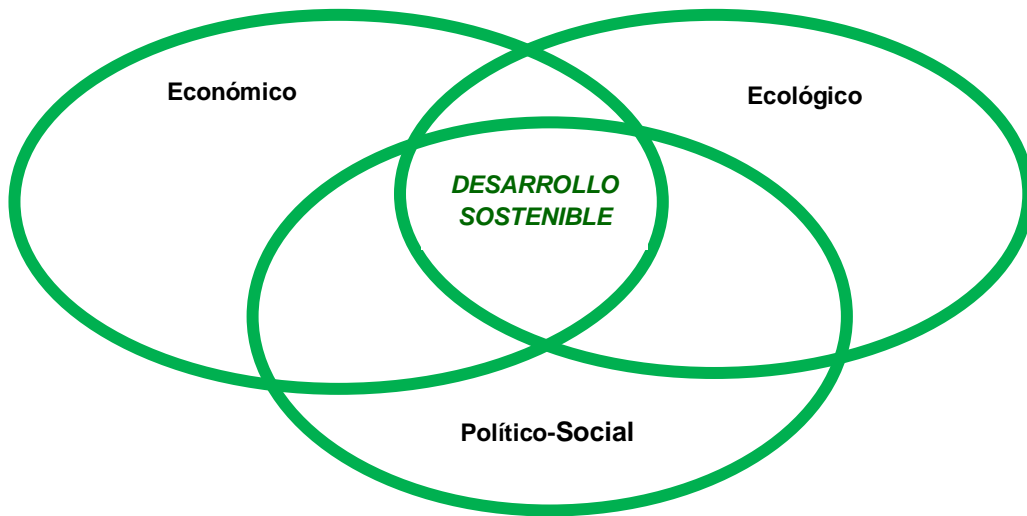 Económico
Ecológico
DESARROLLO
SOSTENIBLE
Político-Social